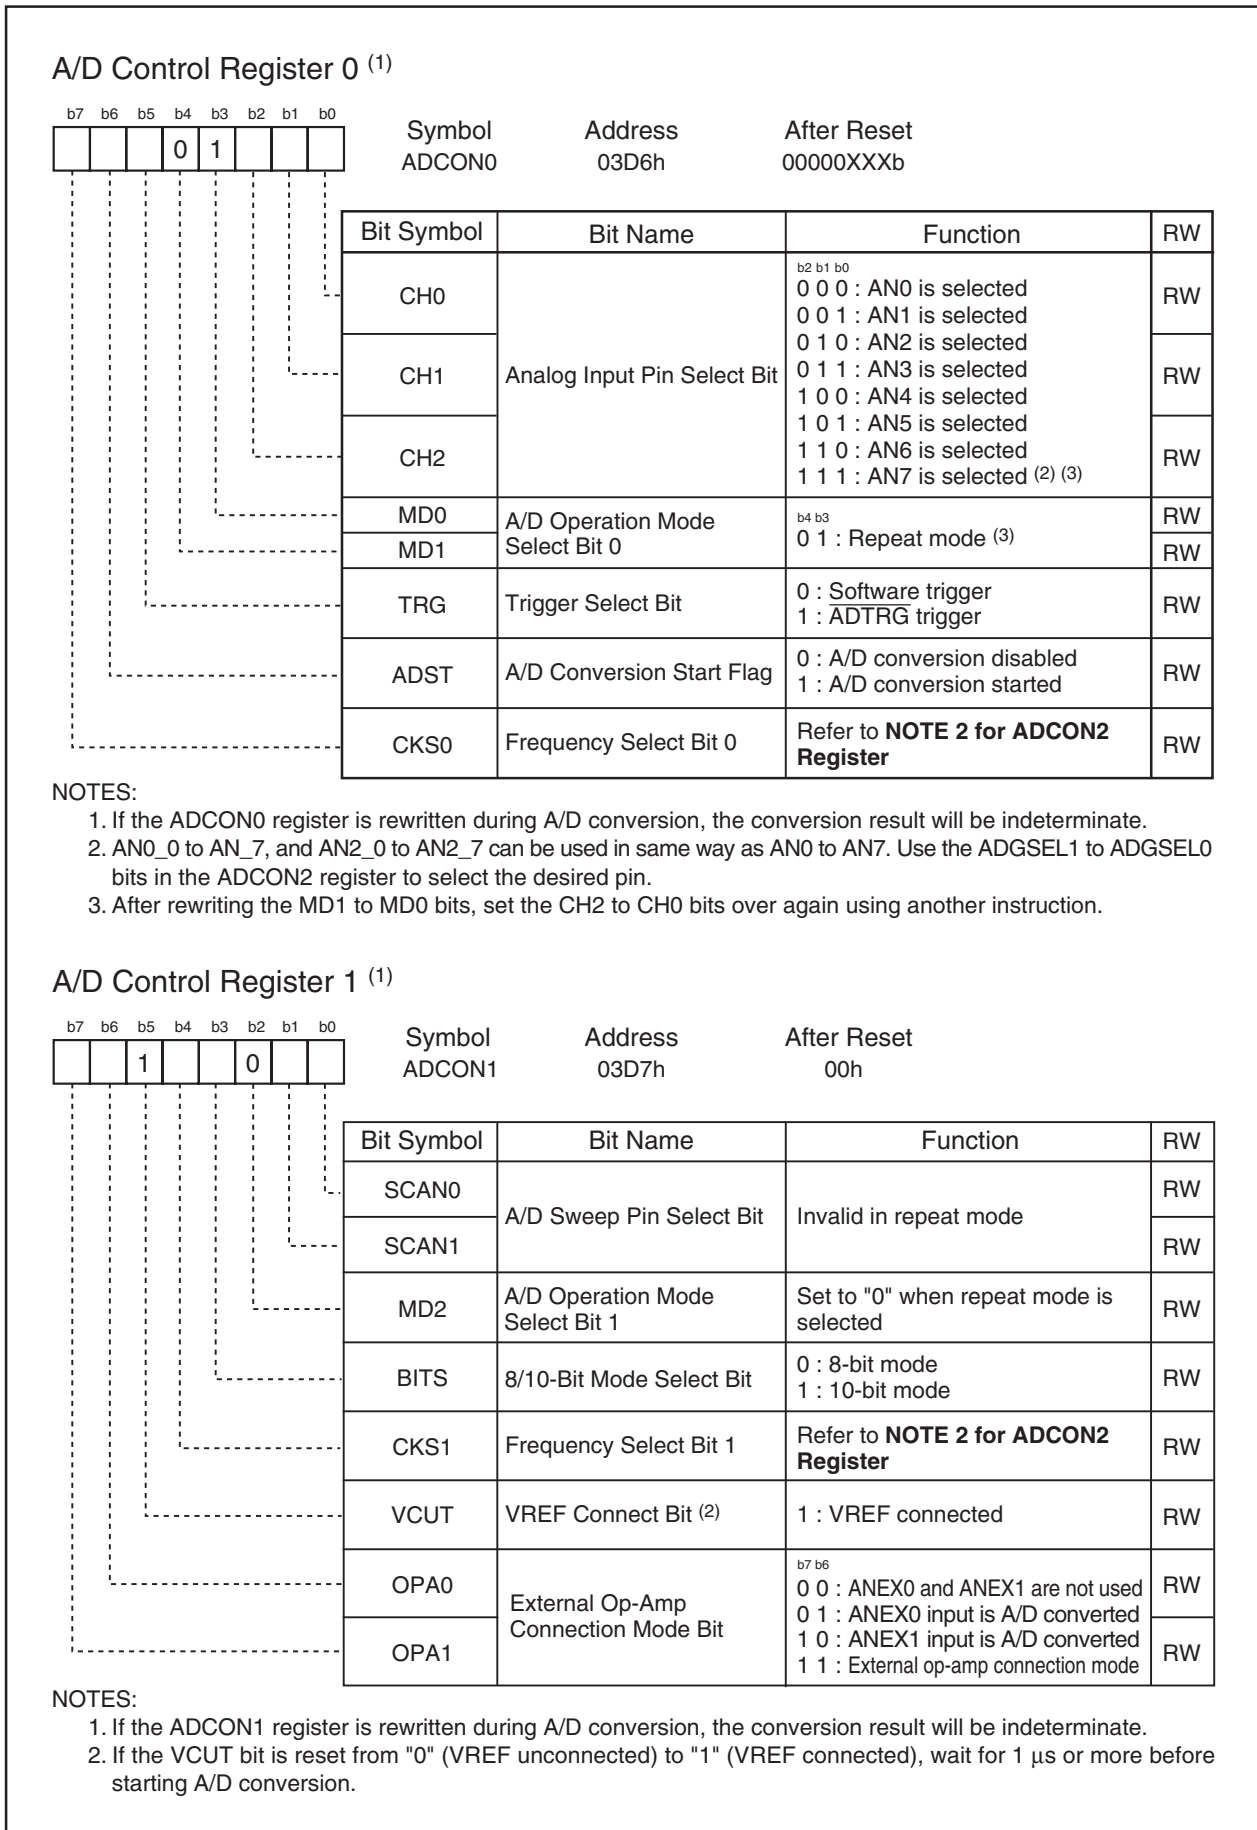 A/D Control Register 0 (1)
b7 b6 b5 b4 b3 b2 b1 b0
0 1
Symbol Address After Reset
ADCON0 03D6h 00000XXXb
Bit Symbol Bit Name Function RW
CH0 RW
CH1 Analog Input Pin Select Bit RW
CH2 RW
b2 b1 b0
0 0 0 : AN0 is selected
0 0 1 : AN1 is selected
0 1 0 : AN2 is selected
0 1 1 : AN3 is selected
1 0 0 : AN4 is selected
1 0 1 : AN5 is selected
1 1 0 : AN6 is selected
1 1 1 : AN7 is selected (2) (3)
MD0 RW
MD1 RW
A/D Operation Mode
Select Bit 0
b4 b3
0 1 : Repeat mode (3)
TRG Trigger Select Bit RW
0 : Software trigger
1 : ADTRG trigger
ADST A/D Conversion Start Flag RW
0 : A/D conversion disabled
1 : A/D conversion started
CKS0 Frequency Select Bit 0 RW
Refer to NOTE 2 for ADCON2
Register
NOTES:
1. If the ADCON0 register is rewritten during A/D conversion, the conversion result will be indeterminate.
2. AN0_0 to AN_7, and AN2_0 to AN2_7 can be used in same way as AN0 to AN7. Use the ADGSEL1 to ADGSEL0
bits in the ADCON2 register to select the desired pin.
3. After rewriting the MD1 to MD0 bits, set the CH2 to CH0 bits over again using another instruction.
A/D Control Register 1 (1)
b7 b6 b5 b4 b3 b2 b1 b0
1 0
Symbol Address After Reset
ADCON1 03D7h 00h
Bit Symbol Bit Name Function RW
SCAN0 RW
A/D Sweep Pin Select Bit Invalid in repeat mode
SCAN1 RW
MD2 RW
A/D Operation Mode
Select Bit 1
Set to "0" when repeat mode is
selected
BITS 8/10-Bit Mode Select Bit RW
0 : 8-bit mode
1 : 10-bit mode
CKS1 Frequency Select Bit 1 RW
Refer to NOTE 2 for ADCON2
Register
VCUT VREF Connect Bit (2) 1 : VREF connected RW
OPA0 RW
OPA1 RW
External Op-Amp
Connection Mode Bit
b7 b6
0 0 : ANEX0 and ANEX1 are not used
0 1 : ANEX0 input is A/D converted
1 0 : ANEX1 input is A/D converted
1 1 : External op-amp connection mode
NOTES:
1. If the ADCON1 register is rewritten during A/D conversion, the conversion result will be indeterminate.
2. If the VCUT bit is reset from "0" (VREF unconnected) to "1" (VREF connected), wait for 1 μs or more before
starting A/D conversion.